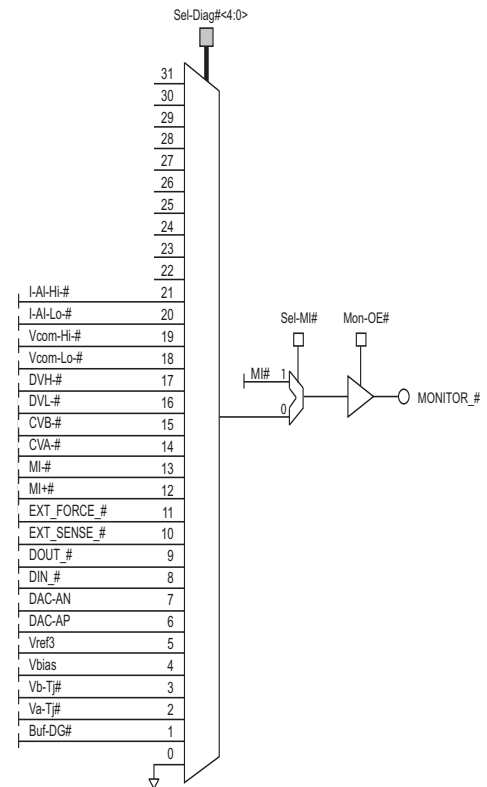 Sel-Diag#<4:0>
31
30
29
28
27
26
25
24
23
22
I-Al-Hi-# 21
I-Al-Lo-# 20
Vcom-Hi-# 19
Vcom-Lo-# 18
DVH-# 17
DVL-# 16
CVB-# 15
CVA-# 14
MI-# 13
MI+# 12
EXT_FORCE_# 11
EXT_SENSE_# 10
DOUT_# 9
DIN_# 8
DAC-AN 7
DAC-AP 6
Vref3 5
Vbias 4
Vb-Tj# 3
Va-Tj# 2
Buf-DG# 1
0
Sel-MI# Mon-OE#
MI# 1
0
MONITOR_#